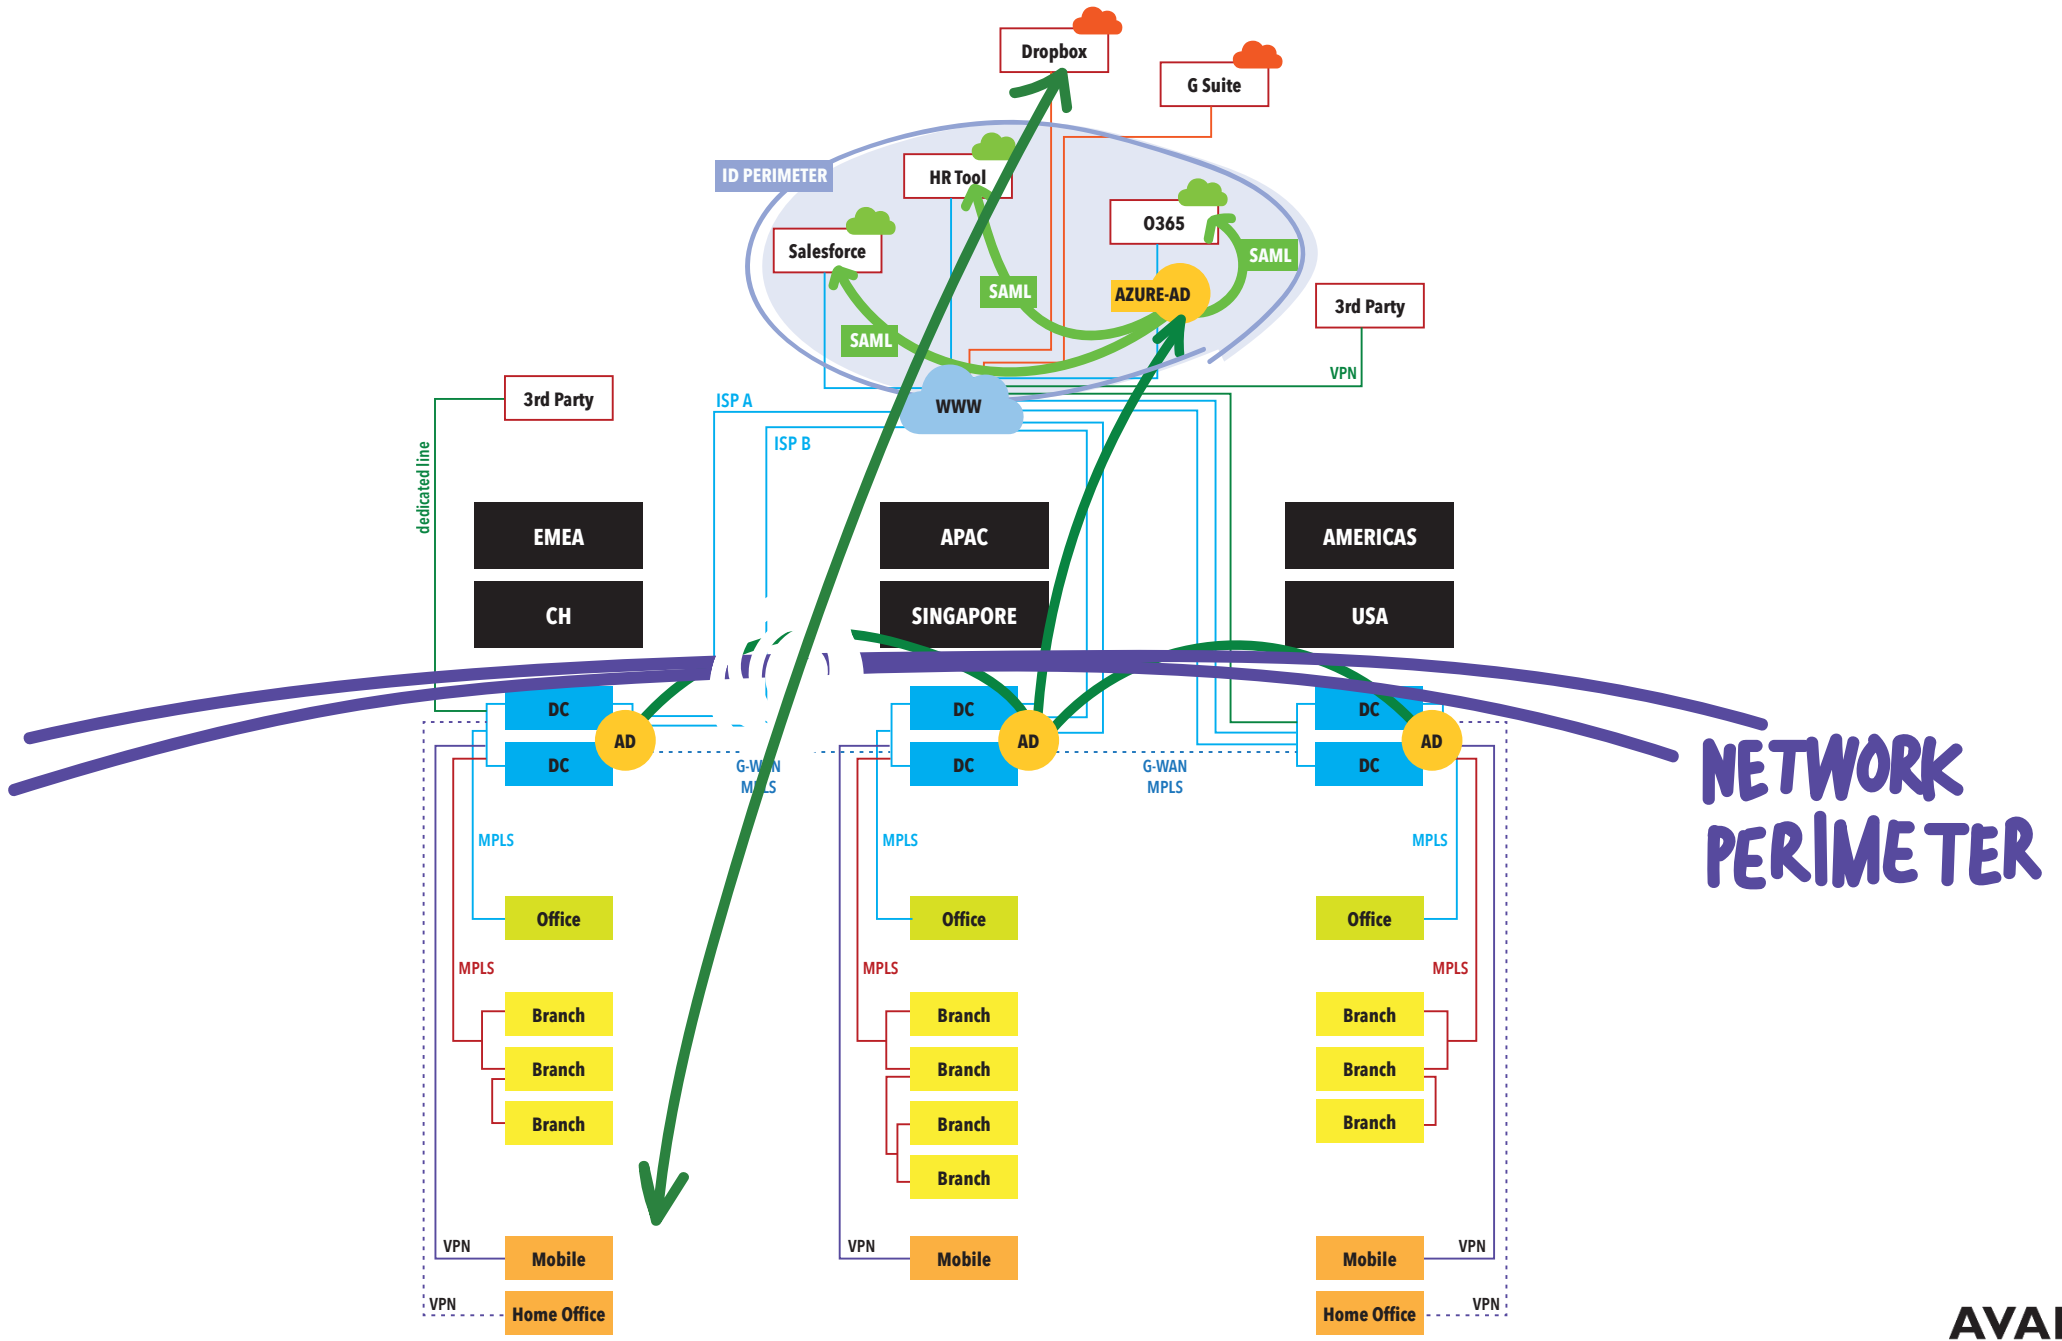 Dropbox
G Suite
ID PERIMETER
HR Tool
O365
Salesforce
SAML
SAML
AZURE-AD
3rd Party
SAML
VPN
3rd Party
ISP A
WWW
ISP B
dedicated line
EMEA
APAC
AMERICAS
CH
SINGAPORE
USA
DC
DC
DC
AD
AD
AD
DC
DC
DC
G-WAN
MPLS
G-WAN
MPLS
NETWORK
PERIMETER
MPLS
MPLS
MPLS
Office
Office
Office
MPLS
MPLS
MPLS
Branch
Branch
Branch
Branch
Branch
Branch
Branch
Branch
Branch
Branch
VPN
Mobile
VPN
Mobile
Mobile
VPN
VPN
Home Office
Home Office
VPN